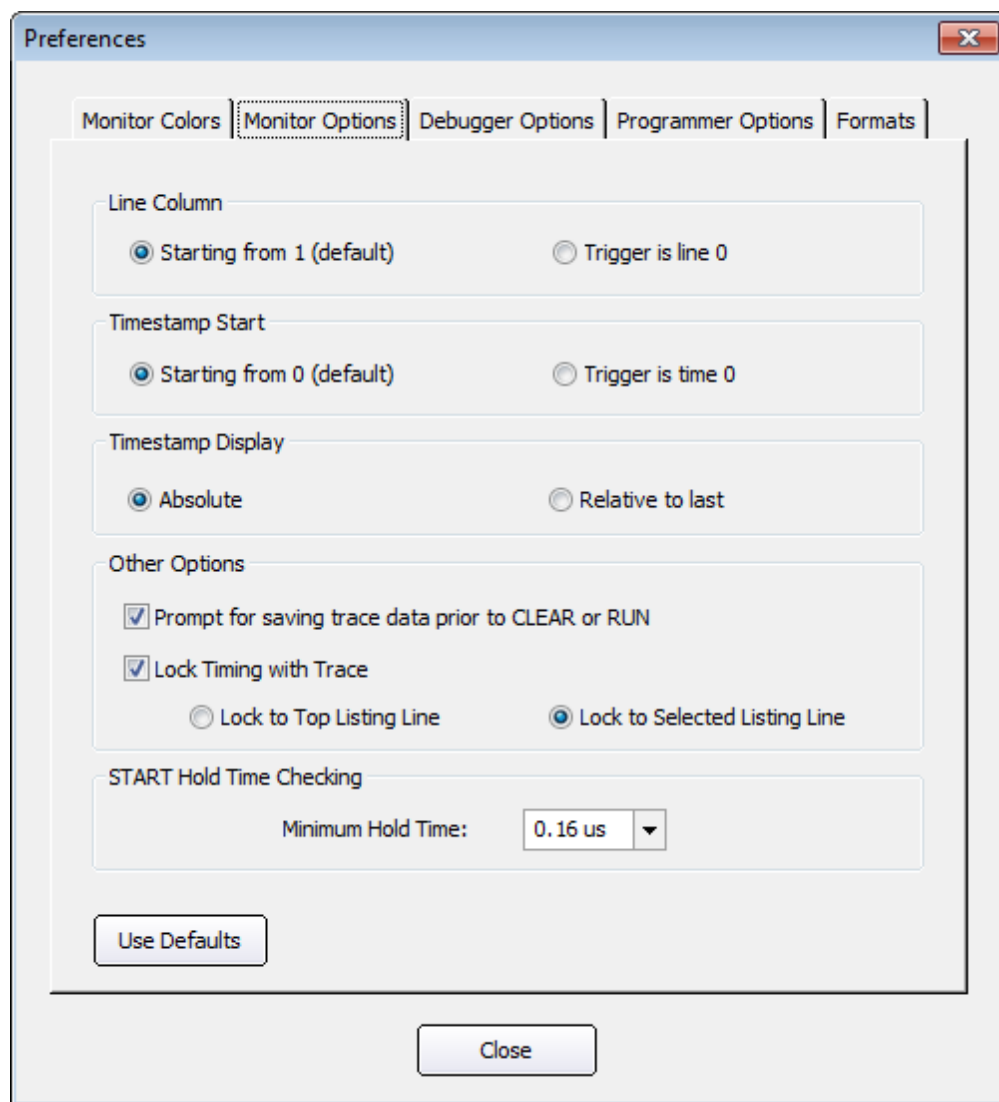 Preferences
Monitor Colors Monitor Options Debugger Options Programmer Options Formats
Line Column
Starting from 1 (default) Trigger is line 0
Timestamp Start
Starting from 0 (default) Trigger is time 0
Timestamp Display
Absolute Relative to last
Other Options
Prompt for saving trace data prior to CLEAR or RUN
Lock Timing with Trace
Lock to Top Listing Line Lock to Selected Listing Line
START Hold Time Checking
Minimum Hold Time: 0.16 us
Use Defaults
Close